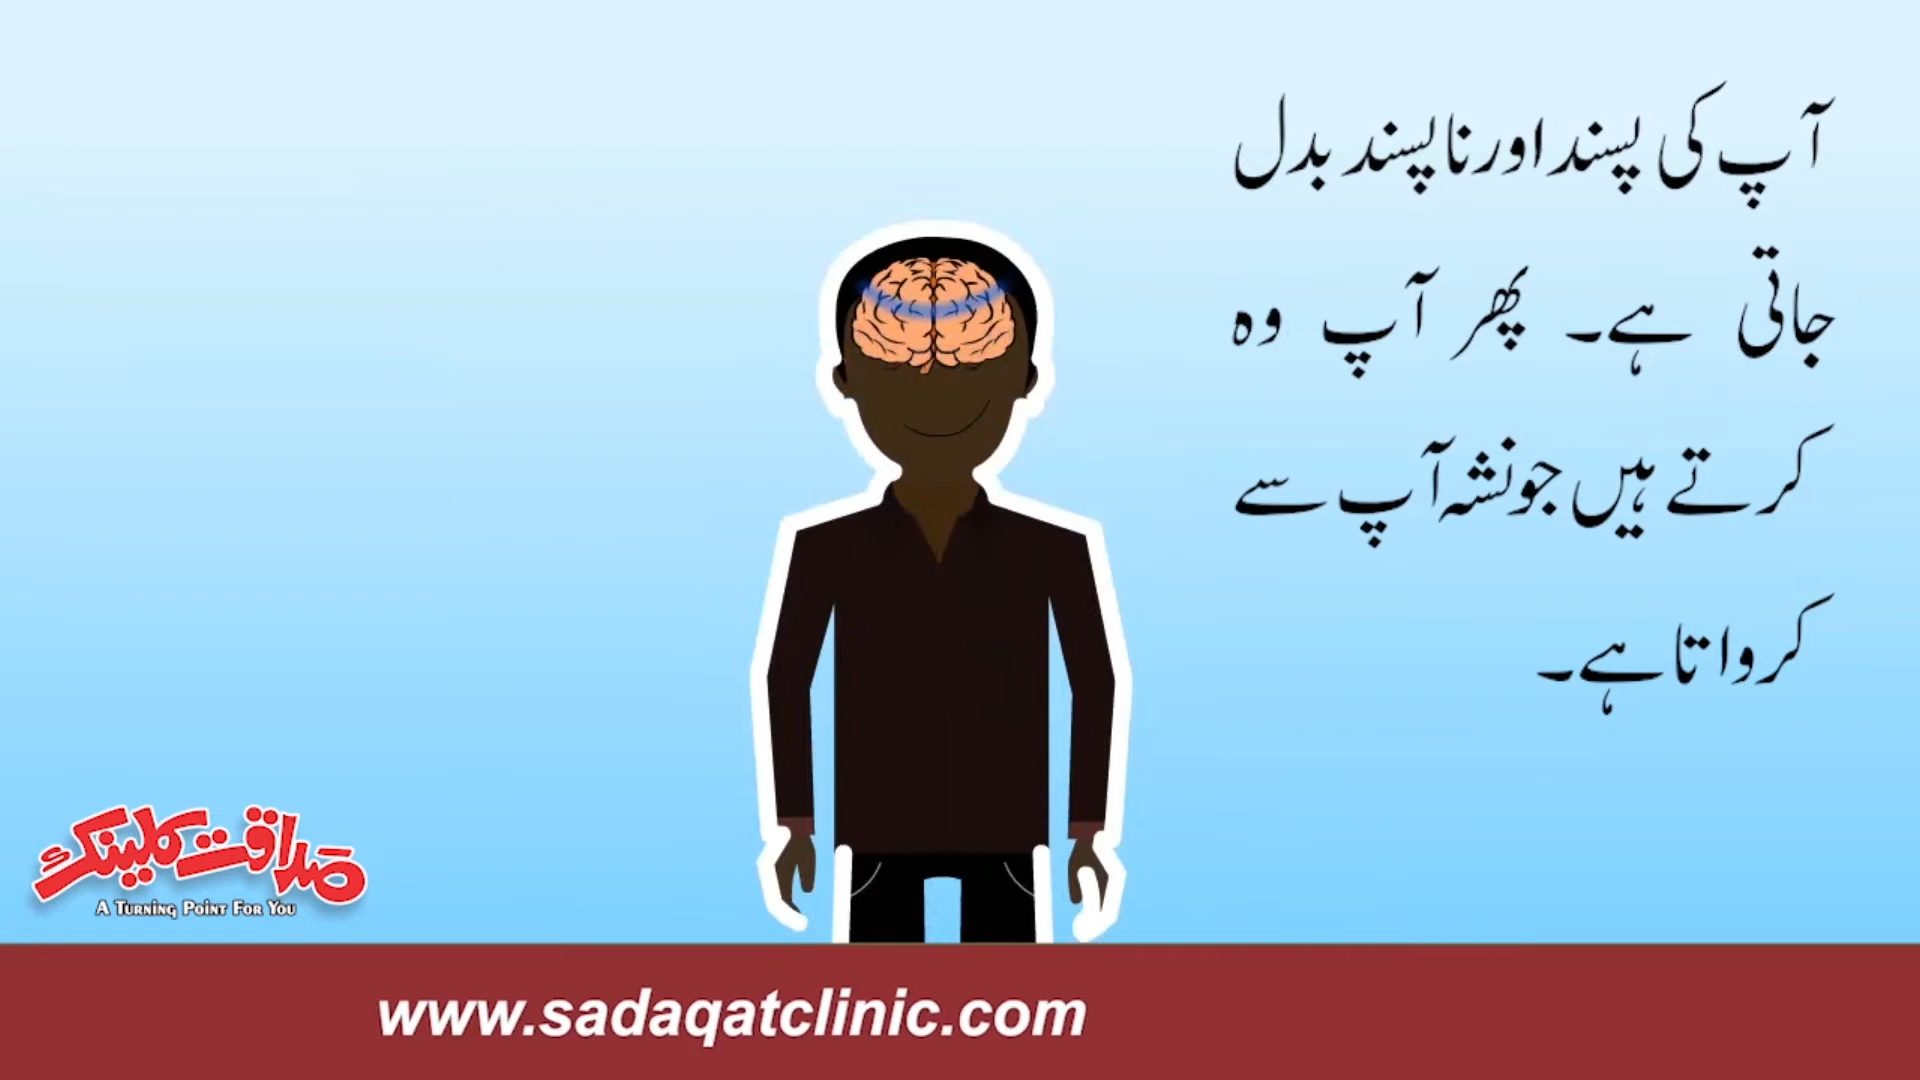 آپ کی پسند اور ناپسند بدل
جاتی ہے۔ پھر آپ وہ
کرتے ہیں جو نشہ آپ سے
کرواتا ہے۔
صداقت کلینک
A Turning Point For You
www.sadaqatclinic.com